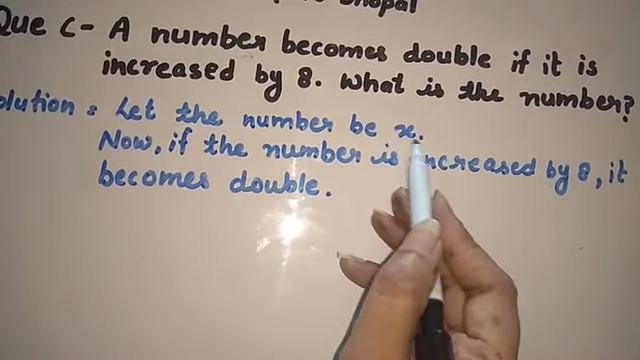 Bhopal
Que C- A number becomes double if it is
increased by 8. What is the number?
olution : Let the number be x.
Now, if the number is increased by 8, it
becomes double.